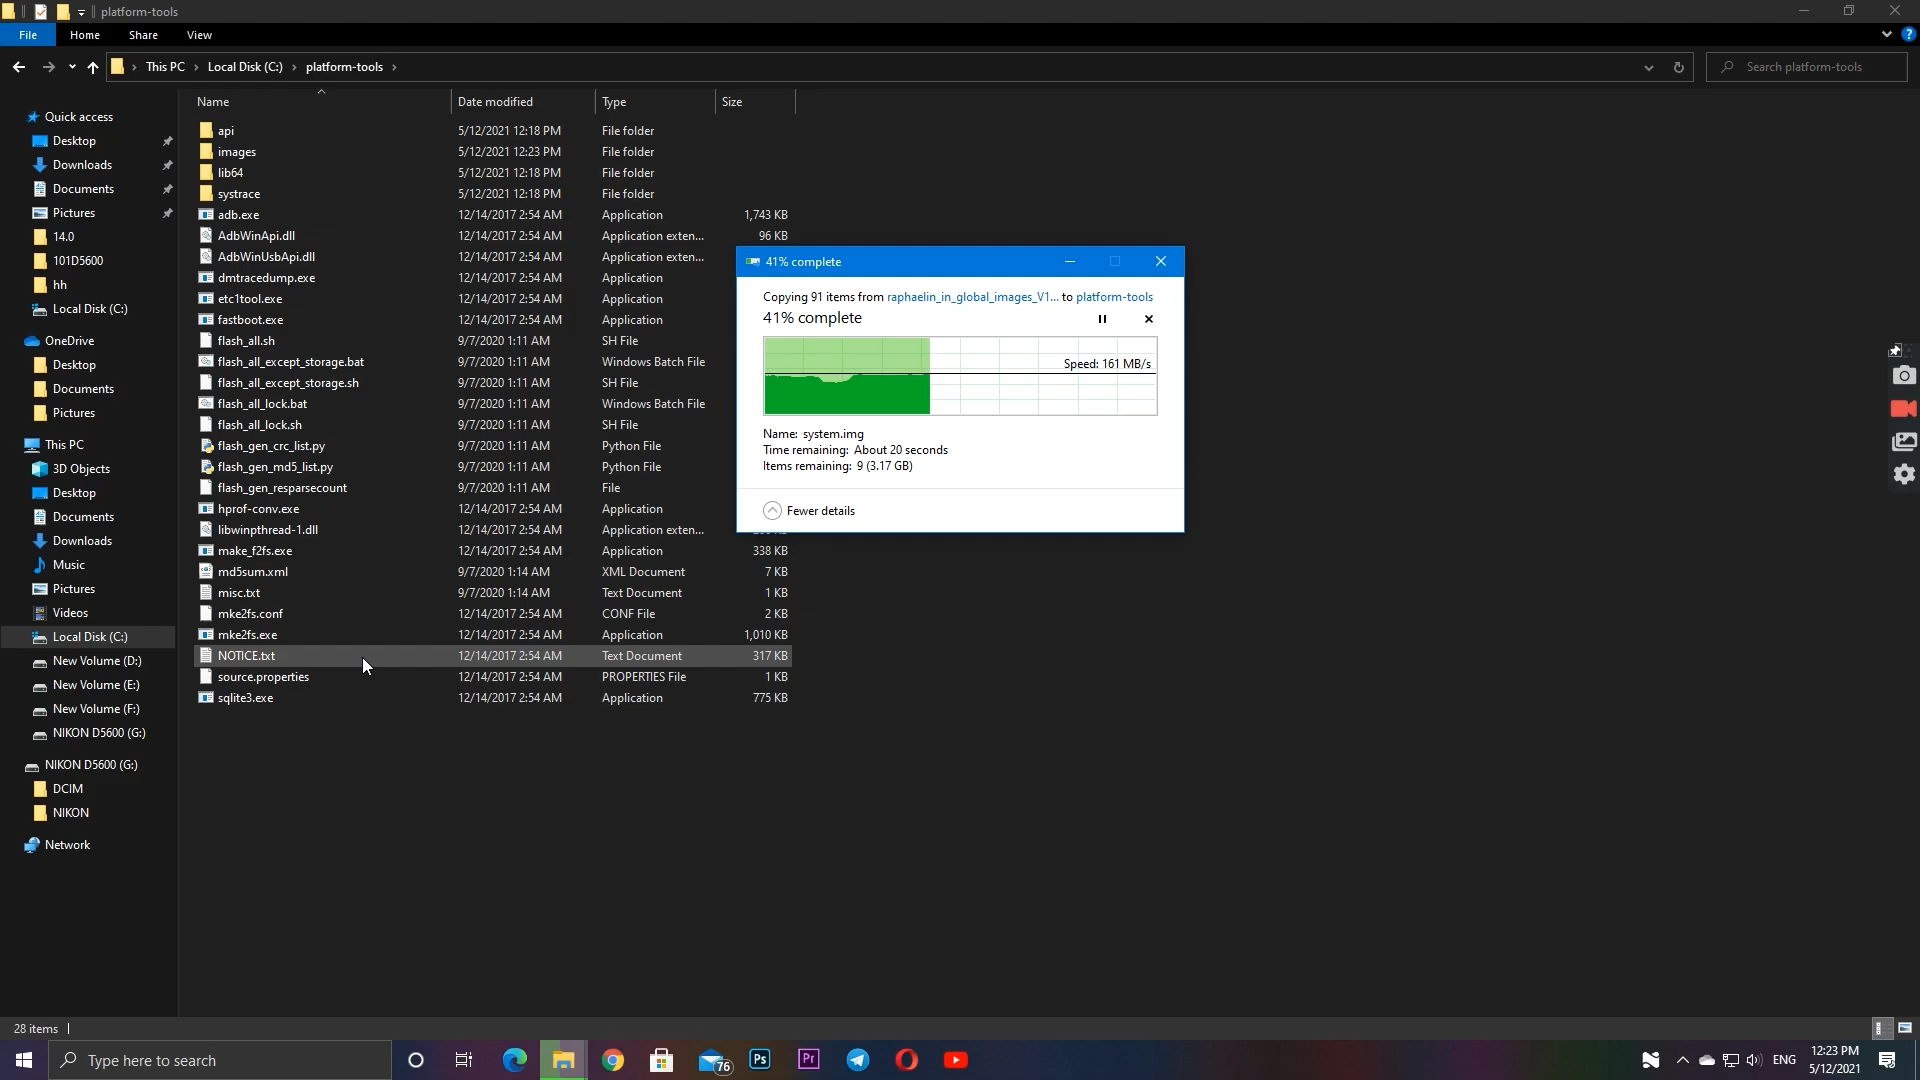 platform-tools
File
Home
Share
View
This PC
Local Disk (C:)
platform-tools
Search platform-tools
Name
Date modified
Type
Size
Quick access
Desktop
Downloads
Documents
Pictures
14.0
101D5600
hh
Local Disk (C:)
OneDrive
Desktop
Documents
Pictures
This PC
3D Objects
Desktop
Documents
Downloads
Music
Pictures
Videos
Local Disk (C:)
New Volume (D:)
New Volume (E:)
New Volume (F:)
NIKON D5600 (G:)
NIKON D5600 (G:)
DCIM
NIKON
Network
api 5/12/2021 12:18 PM File folder
images 5/12/2021 12:23 PM File folder
lib64 5/12/2021 12:18 PM File folder
systrace 5/12/2021 12:18 PM File folder
adb.exe 12/14/2017 2:54 AM Application 1,743 KB
AdbWinApi.dll 12/14/2017 2:54 AM Application exten... 96 KB
AdbWinUsbApi.dll 12/14/2017 2:54 AM Application exten...
dmtracedump.exe 12/14/2017 2:54 AM Application
etc1tool.exe 12/14/2017 2:54 AM Application
fastboot.exe 12/14/2017 2:54 AM Application
flash_all.sh 9/7/2020 1:11 AM SH File
flash_all_except_storage.bat 9/7/2020 1:11 AM Windows Batch File
flash_all_except_storage.sh 9/7/2020 1:11 AM SH File
flash_all_lock.bat 9/7/2020 1:11 AM Windows Batch File
flash_all_lock.sh 9/7/2020 1:11 AM SH File
flash_gen_crc_list.py 9/7/2020 1:11 AM Python File
flash_gen_md5_list.py 9/7/2020 1:11 AM Python File
flash_gen_resparsecount 9/7/2020 1:11 AM File
hprof-conv.exe 12/14/2017 2:54 AM Application
libwinpthread-1.dll 12/14/2017 2:54 AM Application exten...
make_f2fs.exe 12/14/2017 2:54 AM Application 338 KB
md5sum.xml 9/7/2020 1:14 AM XML Document 7 KB
misc.txt 9/7/2020 1:14 AM Text Document 1 KB
mke2fs.conf 12/14/2017 2:54 AM CONF File 2 KB
mke2fs.exe 12/14/2017 2:54 AM Application 1,010 KB
NOTICE.txt 12/14/2017 2:54 AM Text Document 317 KB
source.properties 12/14/2017 2:54 AM PROPERTIES File 1 KB
sqlite3.exe 12/14/2017 2:54 AM Application 775 KB
41% complete
Copying 91 items from raphaelin_in_global_images_V1... to platform-tools
41% complete
Speed: 161 MB/s
Name: system.img
Time remaining: About 20 seconds
Items remaining: 9 (3.17 GB)
Fewer details
28 items
Type here to search
76
Ps
Pr
ENG
12:23 PM
5/12/2021